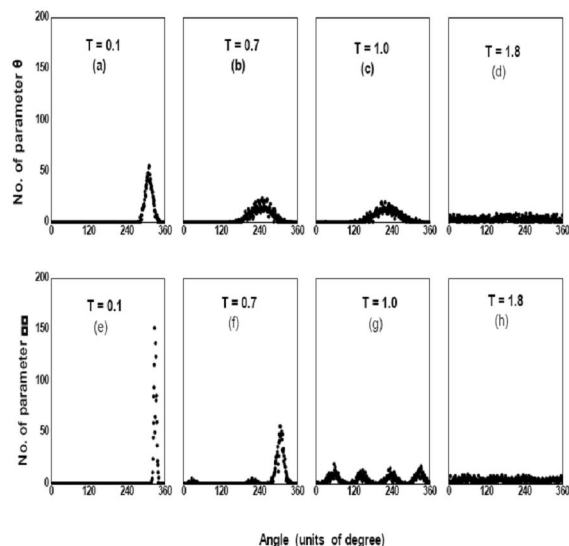 200
150
100
50
0
No. of parameter θ
T = 0.1
(a)
T = 0.7
(b)
T = 1.0
(c)
T = 1.8
(d)
0 120 240 360
0 120 240 360
0 120 240 360
0 120 240 360
200
150
100
50
0
No. of parameter □□
T = 0.1
(e)
T = 0.7
(f)
T = 1.0
(g)
T = 1.8
(h)
0 120 240 360
0 120 240 360
0 120 240 360
0 120 240 360
Angle (units of degree)